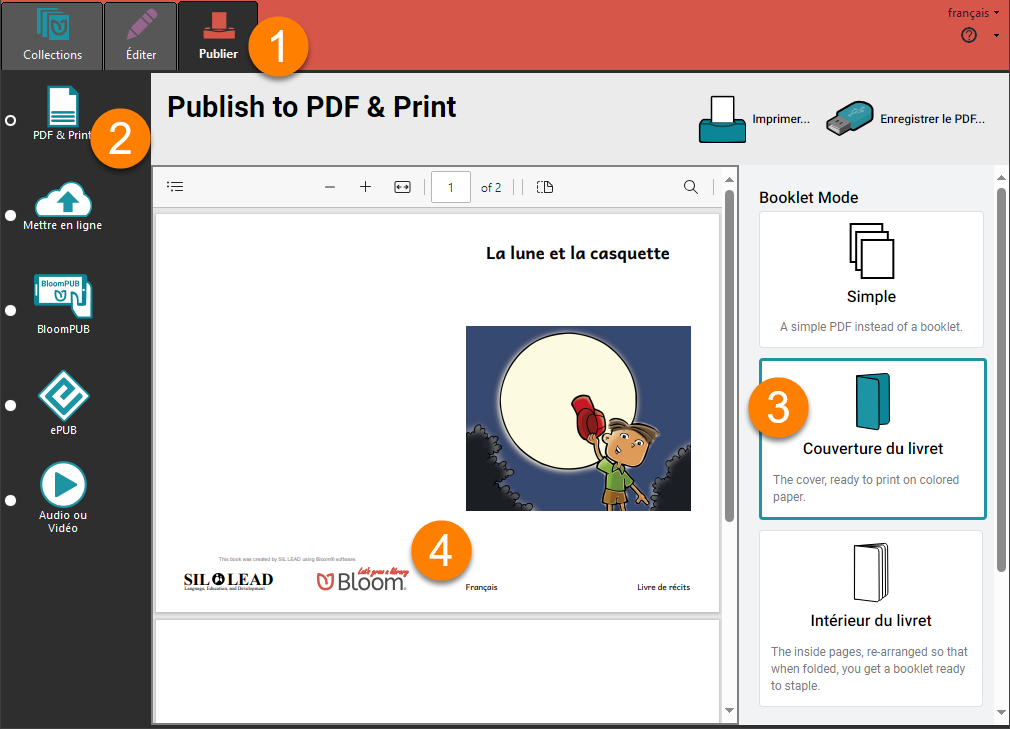 Collections
Éditer
Publier
1
français
PDF & Print
2
Mettre en ligne
BloomPUB
BloomPUB
ePUB
Audio ou
Vidéo
Publish to PDF & Print
Imprimer...
Enregistrer le PDF...
1 of 2
La lune et la casquette
This book was created by SIL LEAD using Bloom® software.
SIL LEAD
Language, Education, and Development
Let's grow a library
Bloom®
4
Français
Livre de récits
Booklet Mode
Simple
A simple PDF instead of a booklet.
3
Couverture du livret
The cover, ready to print on colored
paper.
Intérieur du livret
The inside pages, re-arranged so that
when folded, you get a booklet ready
to staple.